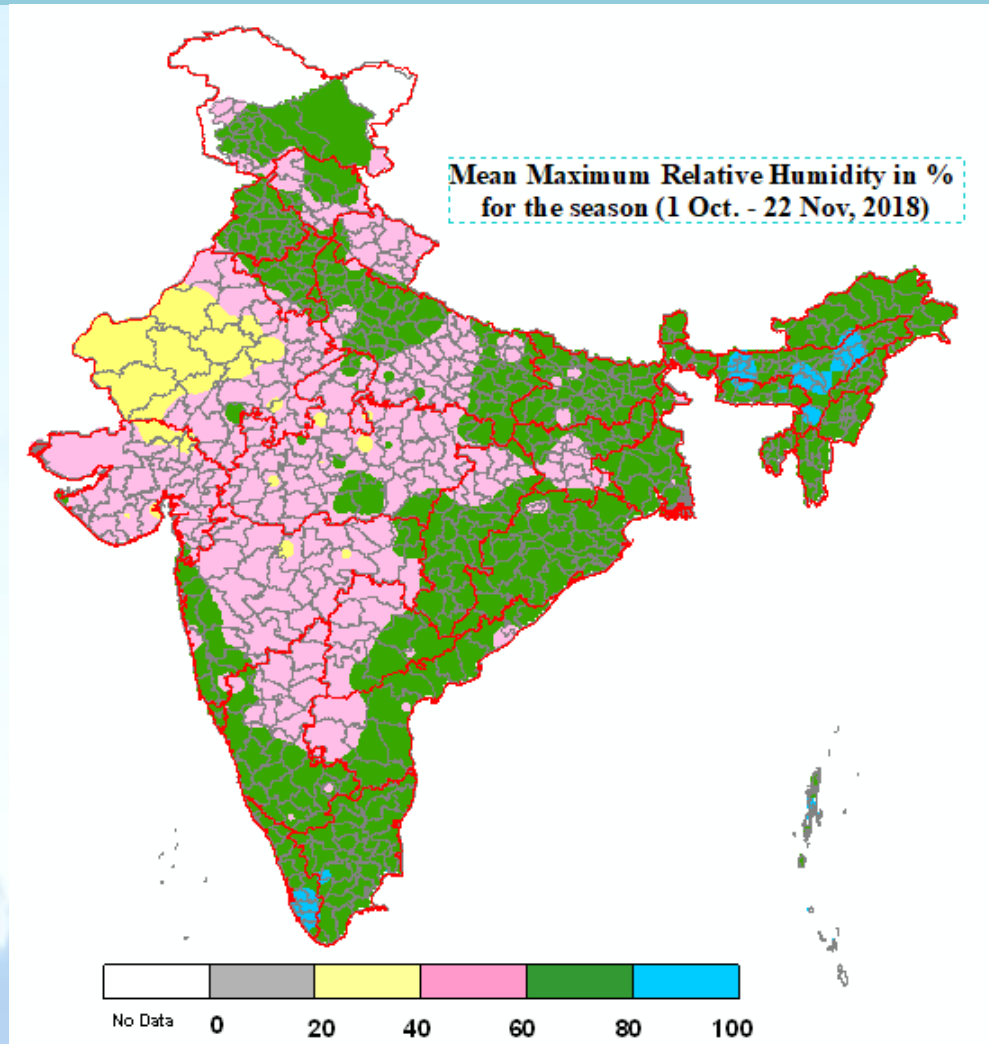 Mean Maximum Relative Humidity in %
for the season (1 Oct. - 22 Nov, 2018)
No Data 0 20 40 60 80 100